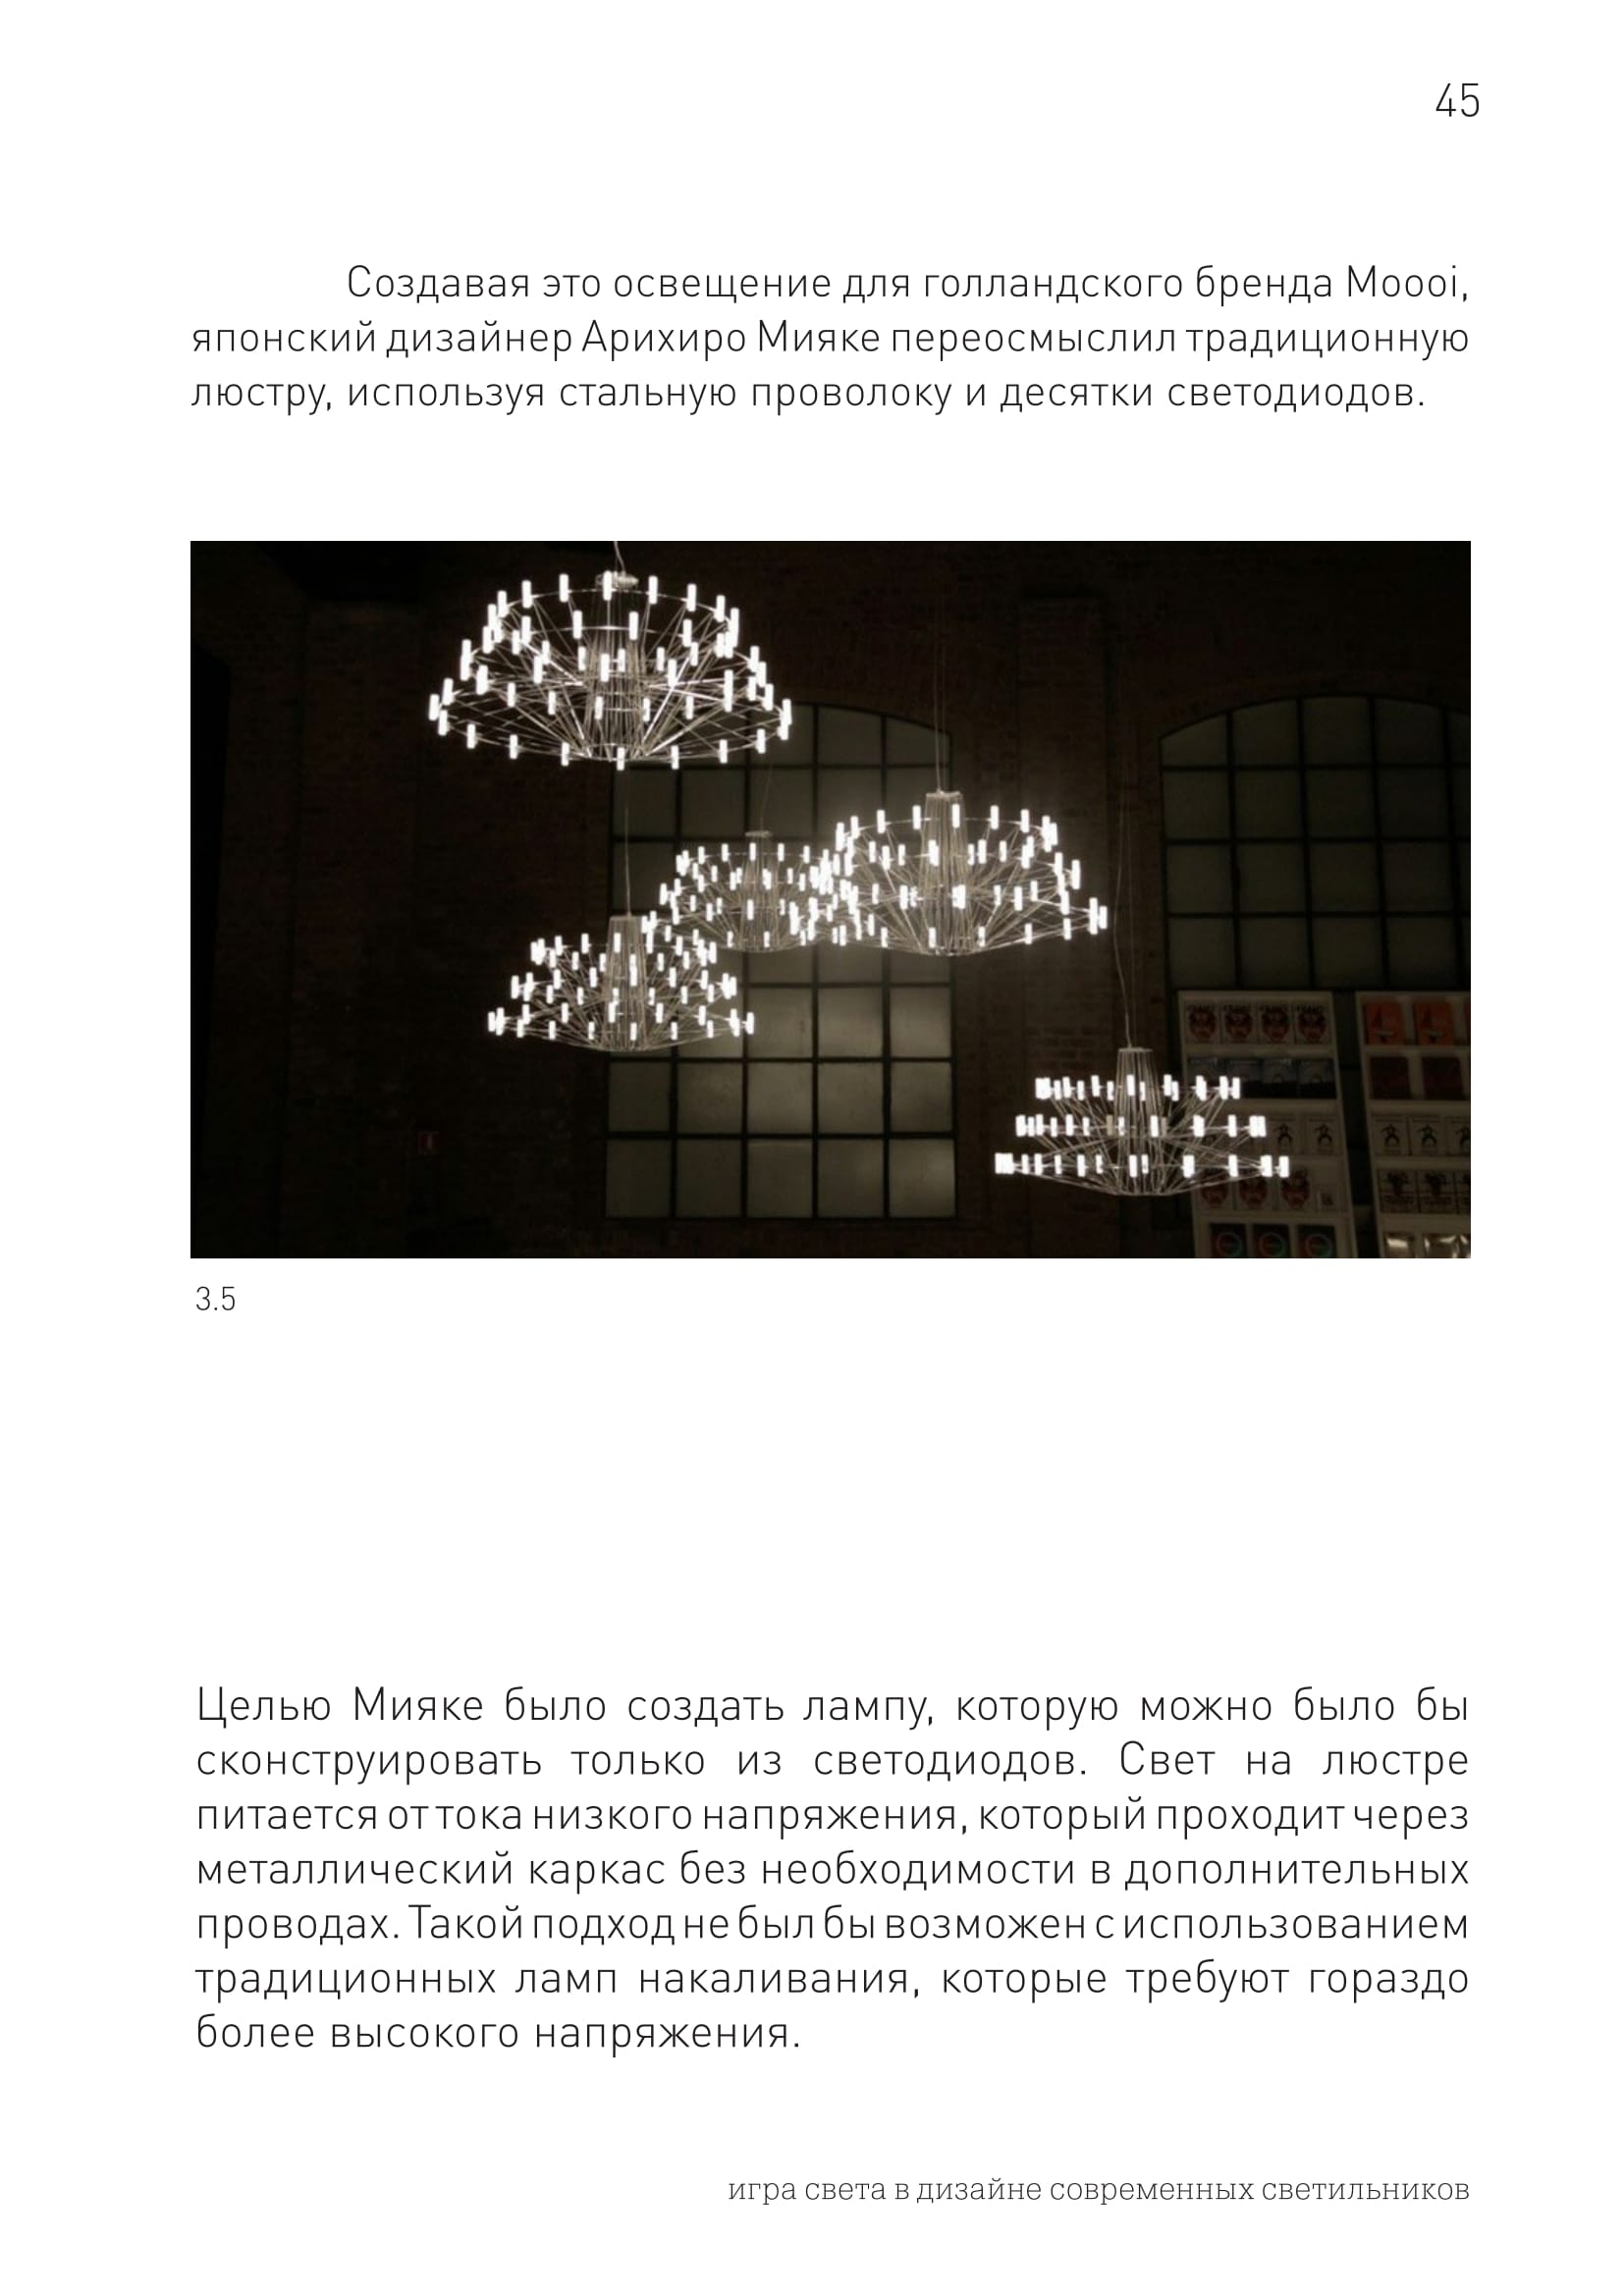 45
Создавая это освещение для голландского бренда Moooi,
японский дизайнер Арихиро Мияке переосмыслил традиционную
люстру, используя стальную проволоку и десятки светодиодов.
3.5
Целью Мияке было создать лампу, которую можно было бы
сконструировать только из светодиодов. Свет на люстре
питается от тока низкого напряжения, который проходит через
металлический каркас без необходимости в дополнительных
проводах. Такой подход не был бы возможен с использованием
традиционных ламп накаливания, которые требуют гораздо
более высокого напряжения.
игра света в дизайне современных светильников